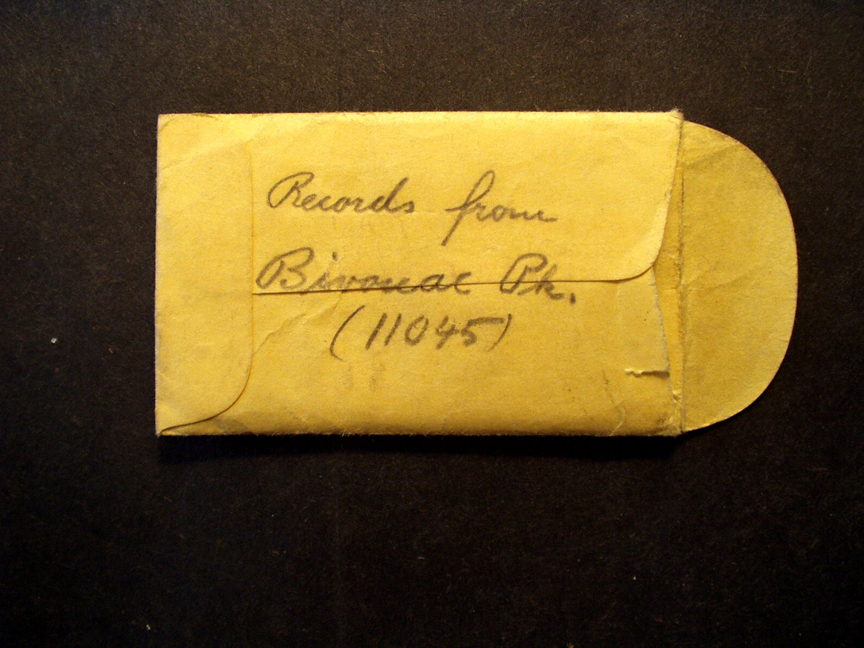 Records from
Bivouac Pk.
(11045)